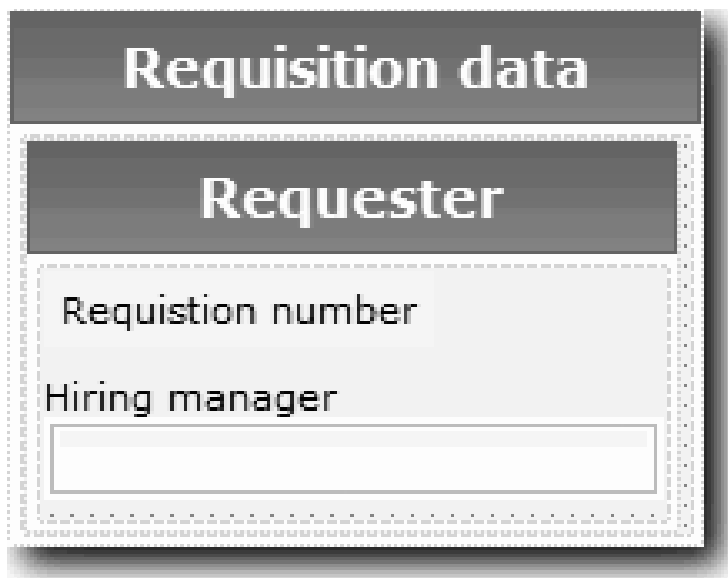 Requisition data
Requester
Requistion number
Hiring manager